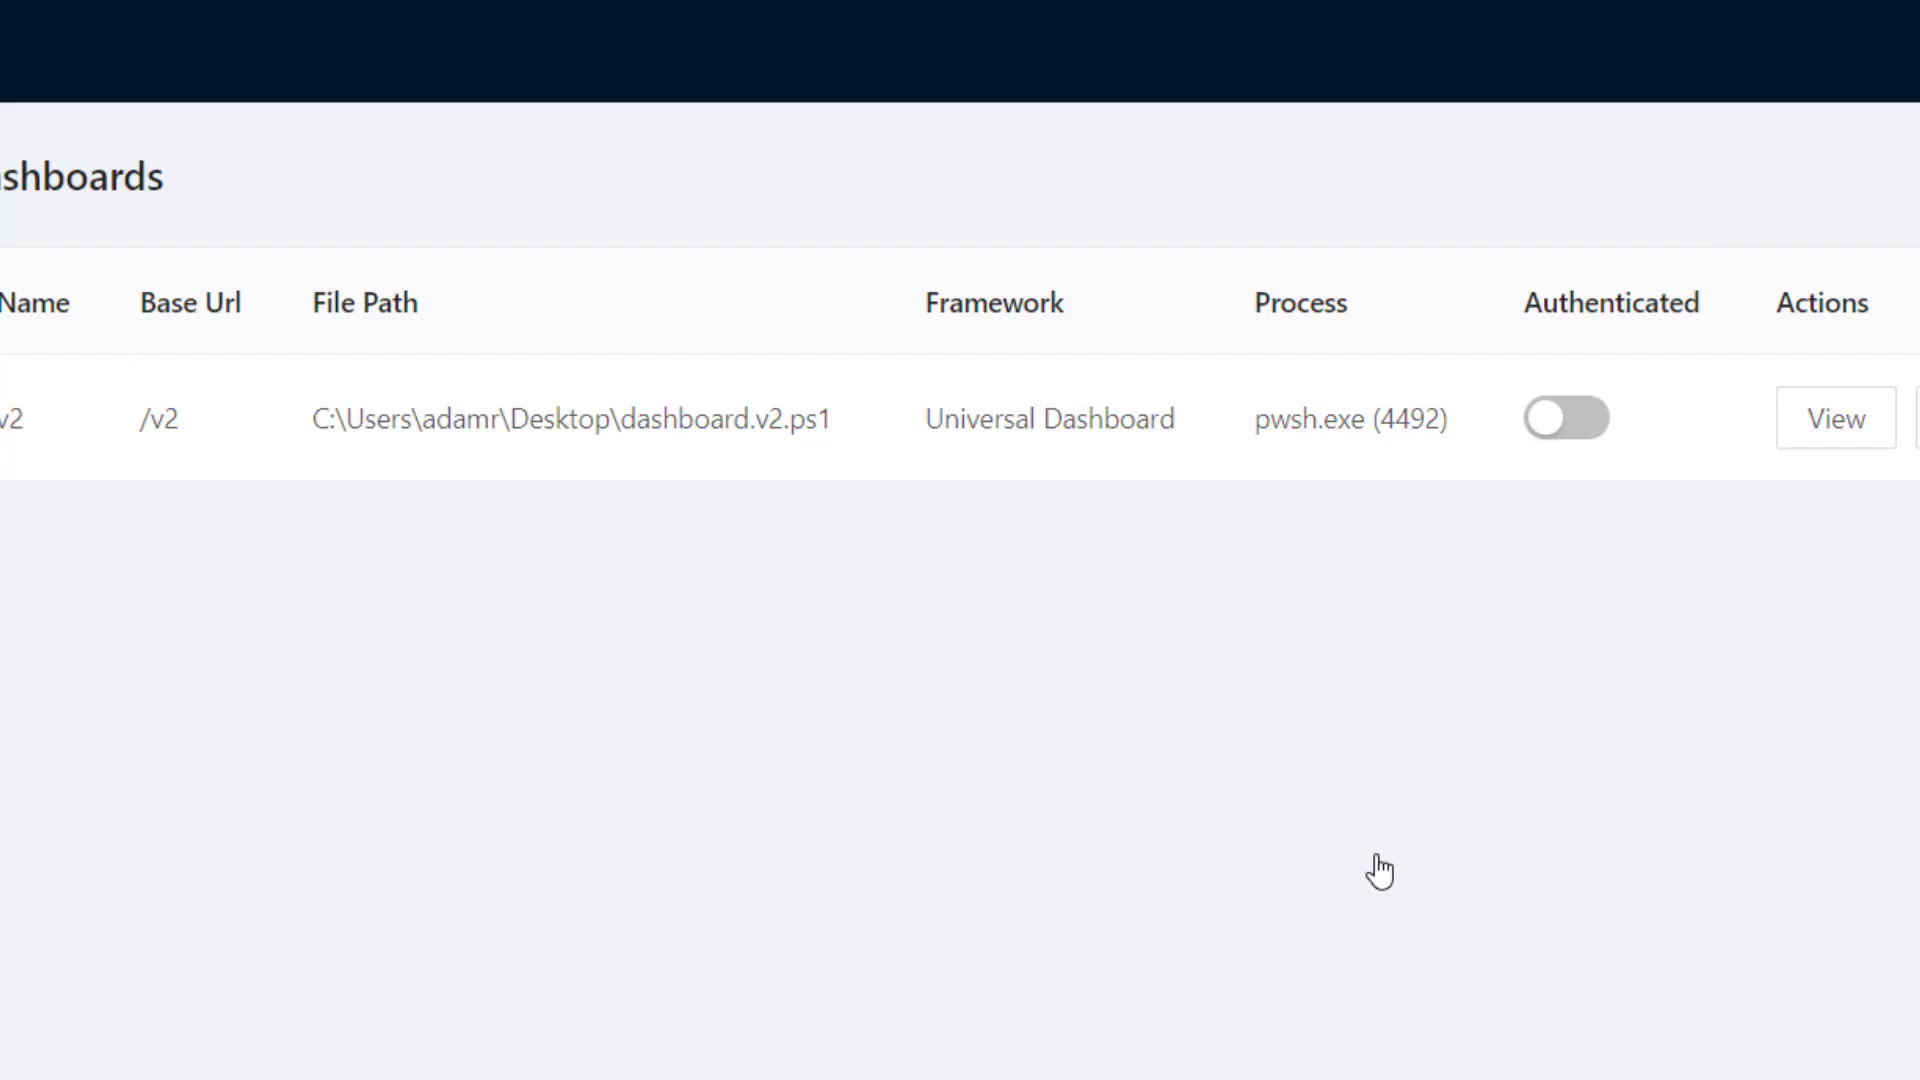 shboards
Name Base Url File Path Framework Process Authenticated Actions
v2 /v2 C:\Users\adamr\Desktop\dashboard.v2.ps1 Universal Dashboard pwsh.exe (4492) View